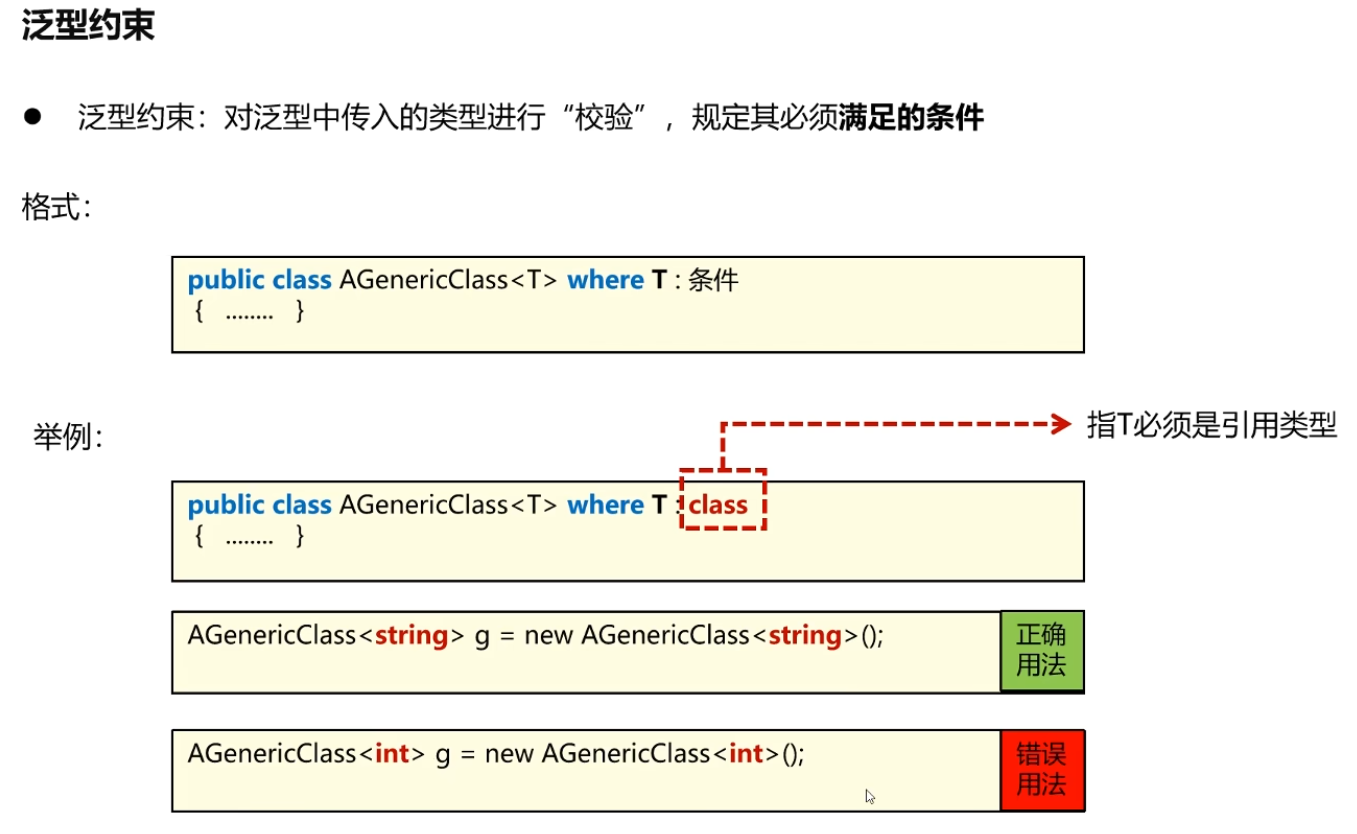 泛型约束
● 泛型约束：对泛型中传入的类型进行“校验”，规定其必须满足的条件
格式：
public class AGenericClass<T> where T : 条件
{ ........ }
举例：
指T必须是引用类型
public class AGenericClass<T> where T : class
{ ........ }
AGenericClass<string> g = new AGenericClass<string>();
正确
用法
AGenericClass<int> g = new AGenericClass<int>();
错误
用法